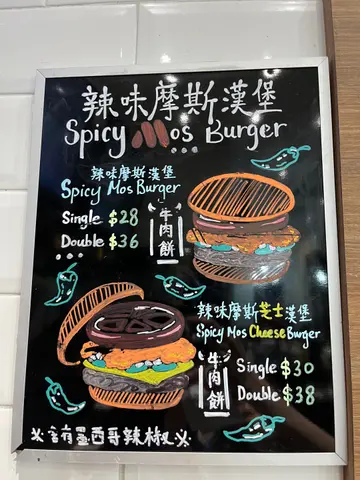 辣味摩斯漢堡
Spicy Mos Burger
辣味摩斯漢堡
Spicy Mos Burger
Single $28
Double $36
牛肉餅
辣味摩斯芝士漢堡
Spicy Mos Cheese Burger
牛肉餅
Single $30
Double $38
※含有墨西哥辣椒※